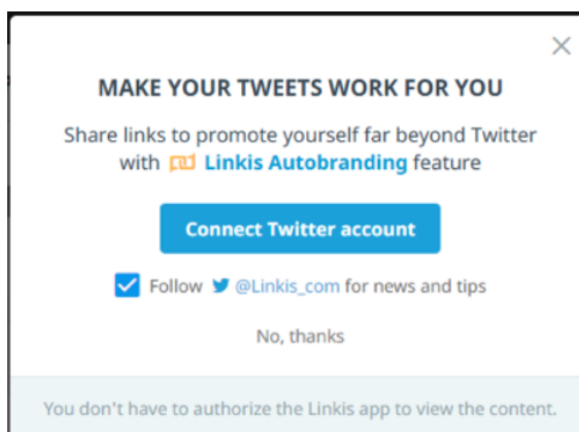 MAKE YOUR TWEETS WORK FOR YOU
Share links to promote yourself far beyond Twitter
with Linkis Autobranding feature
Connect Twitter account
Follow @Linkis_com for news and tips
No, thanks
You don't have to authorize the Linkis app to view the content.